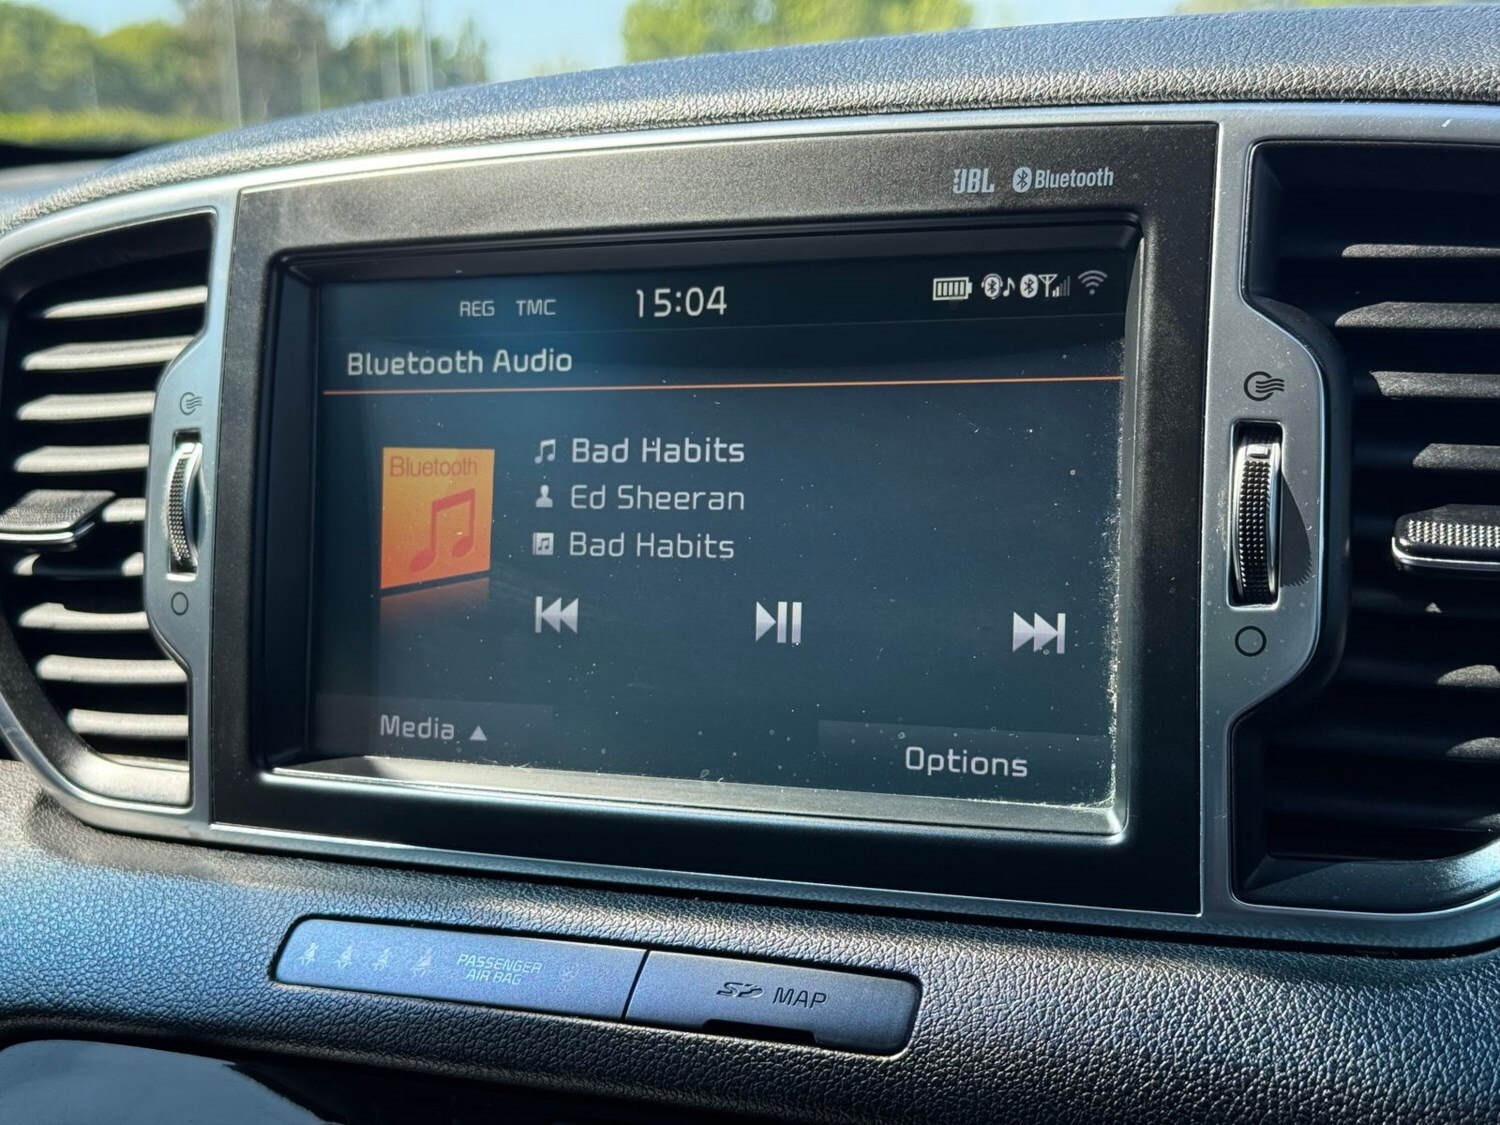 JBL Bluetooth
REG TMC 15:04
Bluetooth Audio
Bluetooth
Bad Habits
Ed Sheeran
Bad Habits
Media ▲
Options
PASSENGER
AIR BAG
SD MAP